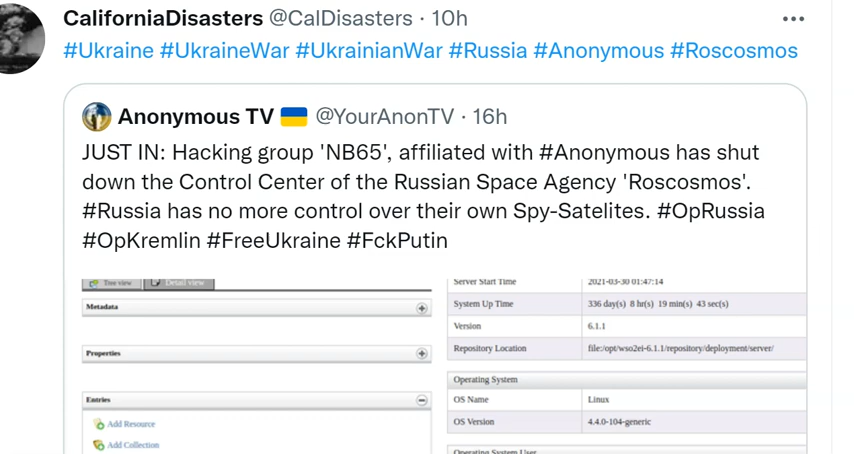 CaliforniaDisasters @CalDisasters · 10h
#Ukraine #UkraineWar #UkrainianWar #Russia #Anonymous #Roscosmos
Anonymous TV 🇺🇦 @YourAnonTV · 16h
JUST IN: Hacking group 'NB65', affiliated with #Anonymous has shut
down the Control Center of the Russian Space Agency 'Roscosmos'.
#Russia has no more control over their own Spy-Satelites. #OpRussia
#OpKremlin #FreeUkraine #FckPutin
Tree view Detail view
Metadata
Properties
Entries
Add Resource
Add Collection
Server Start Time 2021-03-30 01:47:14
System Up Time 336 day(s) 8 hr(s) 19 min(s) 43 sec(s)
Version 6.1.1
Repository Location file:/opt/wso2ei-6.1.1/repository/deployment/server/
Operating System
OS Name Linux
OS Version 4.4.0-104-generic
Operating System User